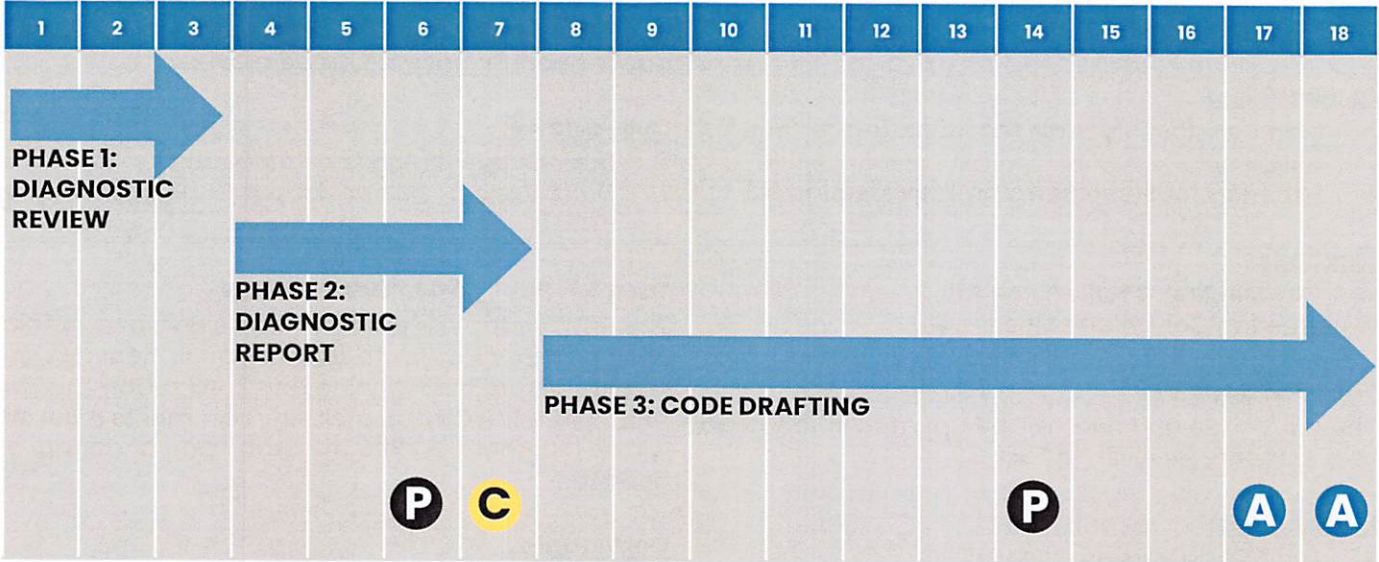 1 2 3 4 5 6 7 8 9 10 11 12 13 14 15 16 17 18
PHASE 1:
DIAGNOSTIC
REVIEW
PHASE 2:
DIAGNOSTIC
REPORT
PHASE 3: CODE DRAFTING
P C P A A